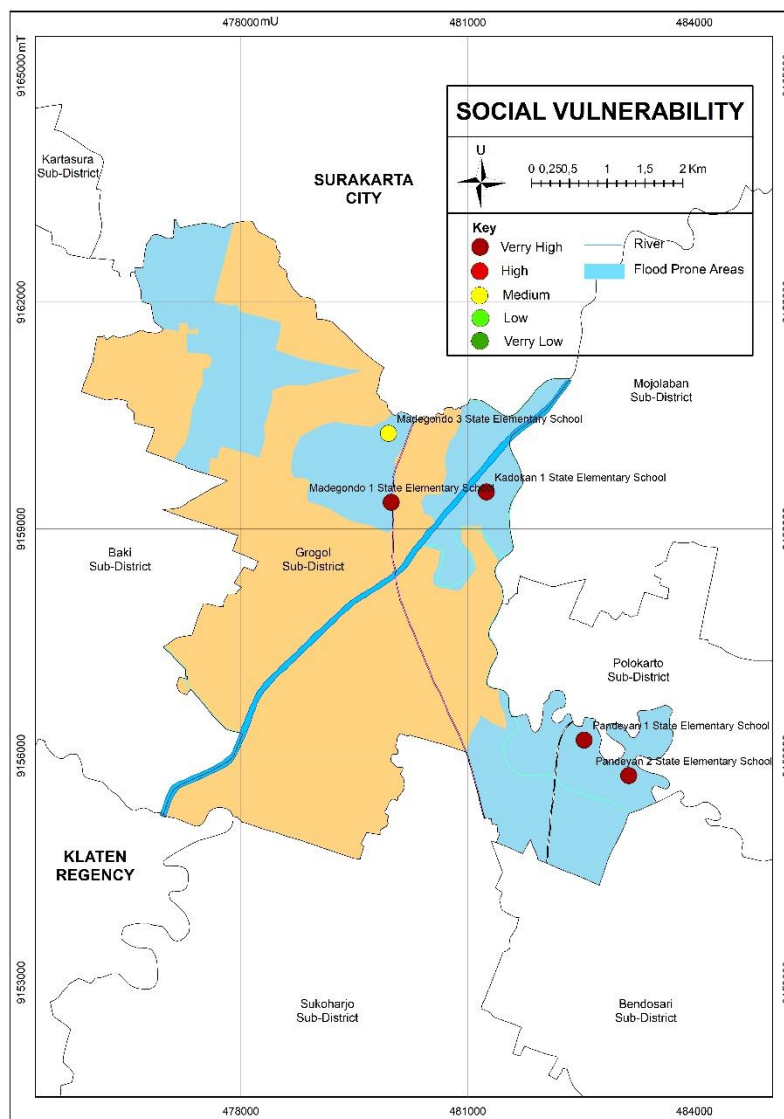 478000mU
481000
484000
9165000mT
SOCIAL VULNERABILITY
U
0 0,250,5 1 1,5 2 Km
Key
Verry High
High
Medium
Low
Verry Low
River
Flood Prone Areas
Kartasura
Sub-District
SURAKARTA
CITY
9162000
Mojolaban
Sub-District
Madegondo 3 State Elementary School
Kadokan 1 State Elementary School
Madegondo 1 State Elementary School
9159000
Baki
Sub-District
Grogol
Sub-District
Polokarto
Sub-District
Pandeyan 1 State Elementary School
9156000
Pandeyan 2 State Elementary School
KLATEN
REGENCY
9153000
Sukoharjo
Sub-District
Bendosari
Sub-District
478000
481000
484000